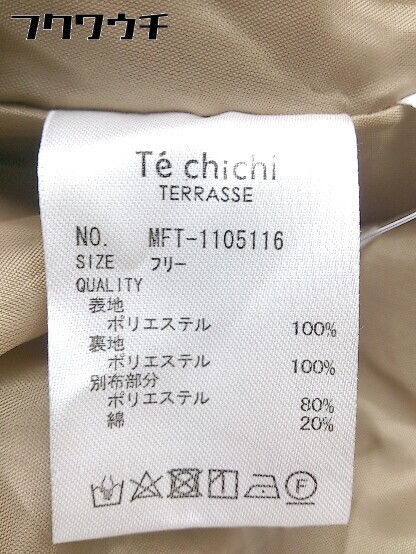 フクワウチ
Té chichi
TERRASSE
NO. MFT-1105116
SIZE フリー
QUALITY
表地
ポリエステル 100%
裏地
ポリエステル 100%
別布部分
ポリエステル 80%
綿 20%
F